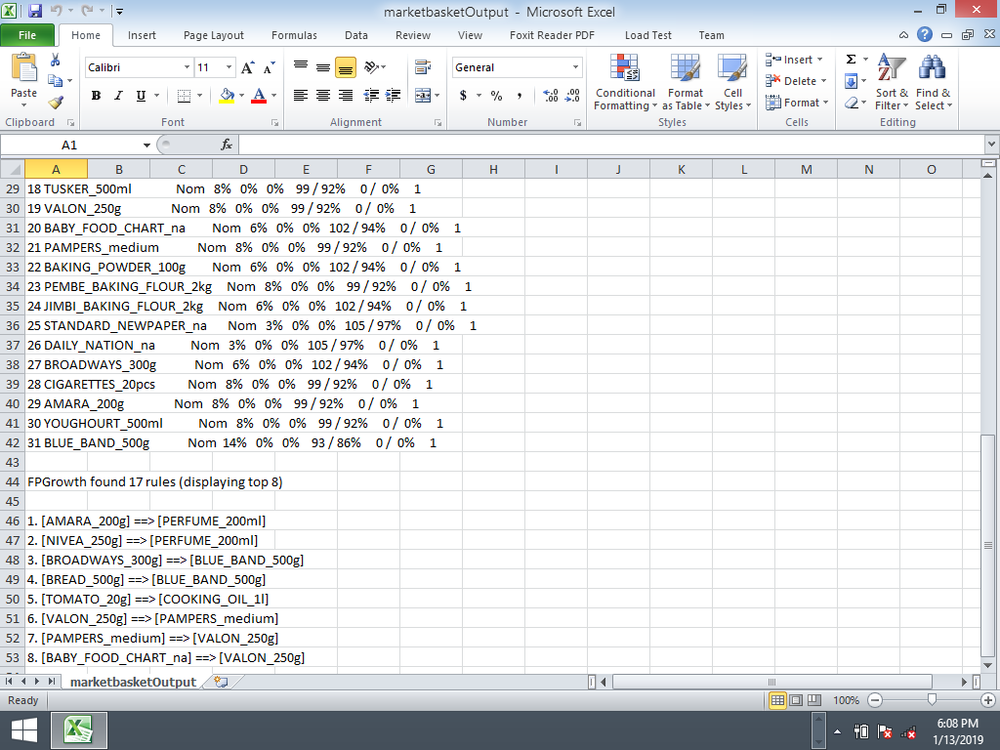 marketbasketOutput - Microsoft Excel
File Home Insert Page Layout Formulas Data Review View Foxit Reader PDF Load Test Team
Paste
Calibri 11
B I U
General
$ % ,
Conditional Formatting
Format as Table
Cell Styles
Insert
Delete
Format
Sort & Filter
Find & Select
Clipboard Font Alignment Number Styles Cells Editing
A1 fx
A B C D E F G H I J K L M N O
29 18 TUSKER_500ml Nom 8% 0% 0% 99 / 92% 0 / 0% 1
30 19 VALON_250g Nom 8% 0% 0% 99 / 92% 0 / 0% 1
31 20 BABY_FOOD_CHART_na Nom 6% 0% 0% 102 / 94% 0 / 0% 1
32 21 PAMPERS_medium Nom 8% 0% 0% 99 / 92% 0 / 0% 1
33 22 BAKING_POWDER_100g Nom 6% 0% 0% 102 / 94% 0 / 0% 1
34 23 PEMBE_BAKING_FLOUR_2kg Nom 8% 0% 0% 99 / 92% 0 / 0% 1
35 24 JIMBI_BAKING_FLOUR_2kg Nom 6% 0% 0% 102 / 94% 0 / 0% 1
36 25 STANDARD_NEWPAPER_na Nom 3% 0% 0% 105 / 97% 0 / 0% 1
37 26 DAILY_NATION_na Nom 3% 0% 0% 105 / 97% 0 / 0% 1
38 27 BROADWAYS_300g Nom 6% 0% 0% 102 / 94% 0 / 0% 1
39 28 CIGARETTES_20pcs Nom 8% 0% 0% 99 / 92% 0 / 0% 1
40 29 AMARA_200g Nom 8% 0% 0% 99 / 92% 0 / 0% 1
41 30 YOUGHOURT_500ml Nom 8% 0% 0% 99 / 92% 0 / 0% 1
42 31 BLUE_BAND_500g Nom 14% 0% 0% 93 / 86% 0 / 0% 1
43
44 FPGrowth found 17 rules (displaying top 8)
45
46 1. [AMARA_200g] ==> [PERFUME_200ml]
47 2. [NIVEA_250g] ==> [PERFUME_200ml]
48 3. [BROADWAYS_300g] ==> [BLUE_BAND_500g]
49 4. [BREAD_500g] ==> [BLUE_BAND_500g]
50 5. [TOMATO_20g] ==> [COOKING_OIL_1l]
51 6. [VALON_250g] ==> [PAMPERS_medium]
52 7. [PAMPERS_medium] ==> [VALON_250g]
53 8. [BABY_FOOD_CHART_na] ==> [VALON_250g]
marketbasketOutput
Ready 100%
6:08 PM
1/13/2019